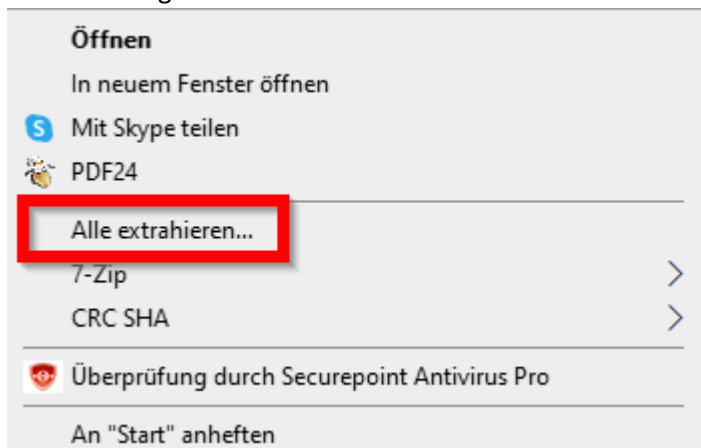 Öffnen
In neuem Fenster öffnen
Mit Skype teilen
PDF24
Alle extrahieren...
7-Zip
CRC SHA
Überprüfung durch Securepoint Antivirus Pro
An "Start" anheften